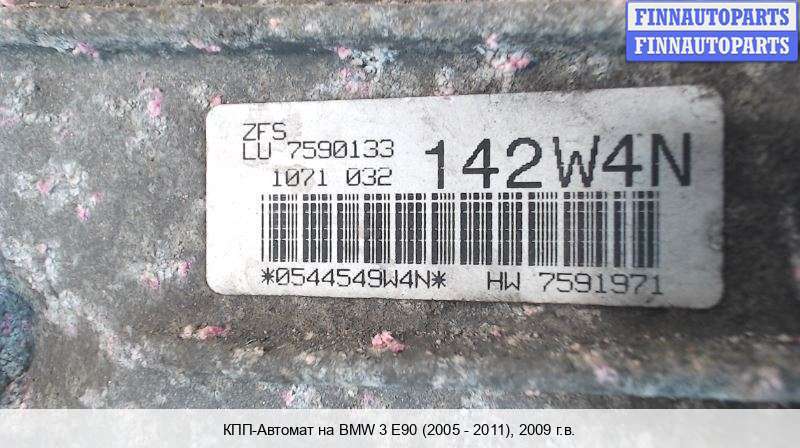 FINNAUTOPARTS
FINNAUTOPARTS
ZFS
LU 7590133
1071 032
142W4N
*0544549W4N* HW 7591971
КПП-Автомат на BMW 3 E90 (2005 - 2011), 2009 г.в.